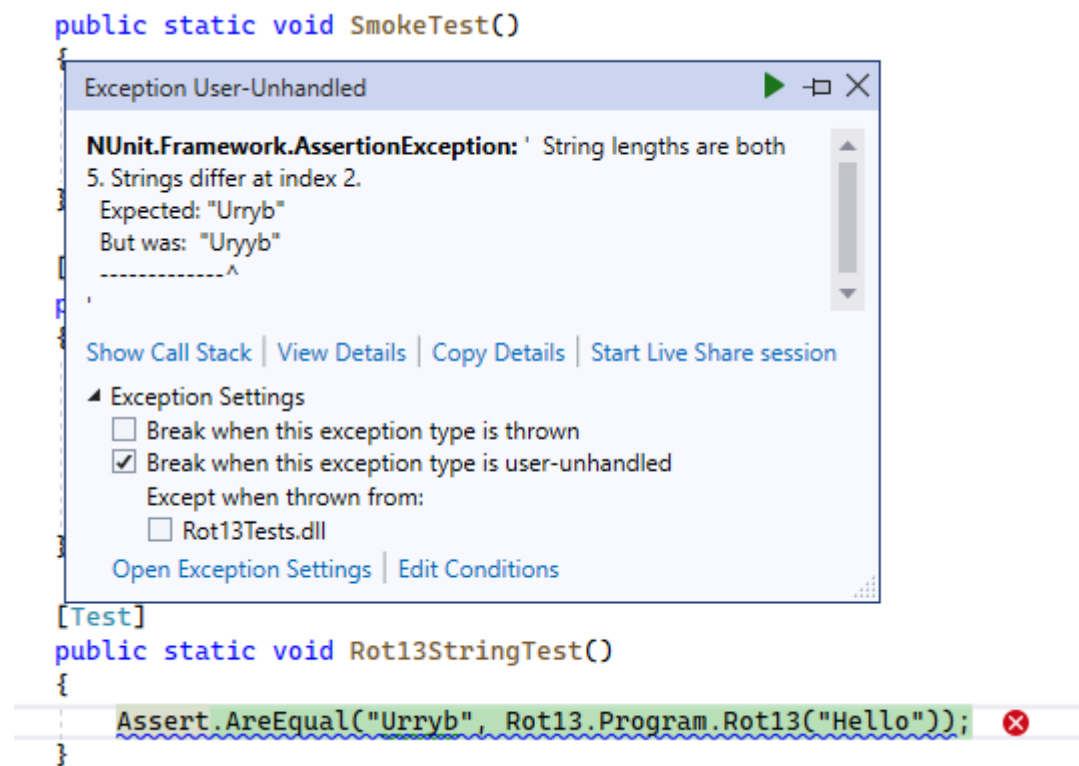 public static void SmokeTest()
{
Exception User-Unhandled
NUnit.Framework.AssertionException: '  String lengths are both
5. Strings differ at index 2.
  Expected: "Urryb"
  But was:  "Uryyb"
  -------------^
'
Show Call Stack | View Details | Copy Details | Start Live Share session
Exception Settings
Break when this exception type is thrown
Break when this exception type is user-unhandled
Except when thrown from:
Rot13Tests.dll
Open Exception Settings | Edit Conditions
}
[
p
{
}
[Test]
public static void Rot13StringTest()
{
Assert.AreEqual("Urryb", Rot13.Program.Rot13("Hello"));
}